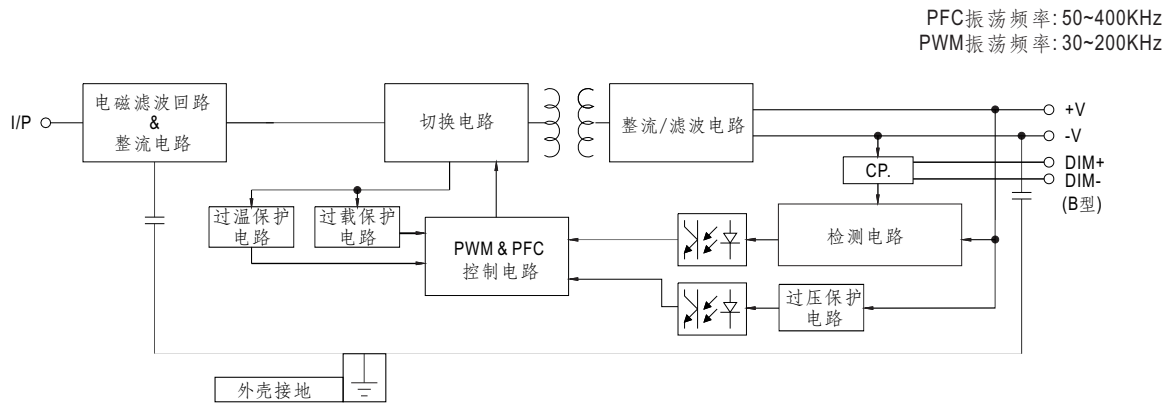 PFC振荡频率: 50~400KHz
PWM振荡频率: 30~200KHz
I/P
电磁滤波回路
&
整流电路
切换电路
整流/滤波电路
+V
-V
CP.
DIM+
DIM-
(B型)
过温保护
电路
过载保护
电路
PWM & PFC
控制电路
检测电路
过压保护
电路
外壳接地